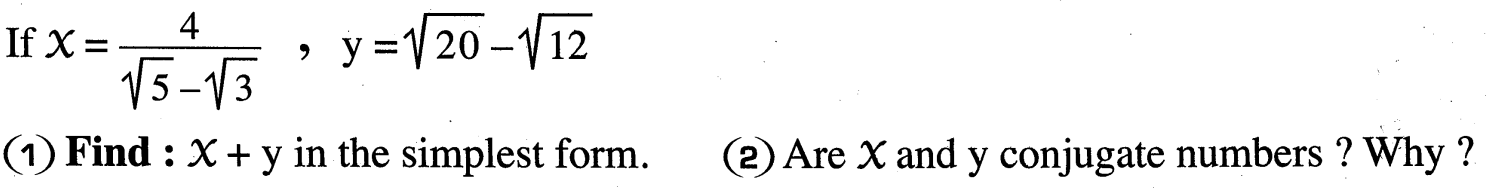 If x = 4/(√5 − √3) , y = √20 − √12
(1) Find : x + y in the simplest form. (2) Are x and y conjugate numbers ? Why ?